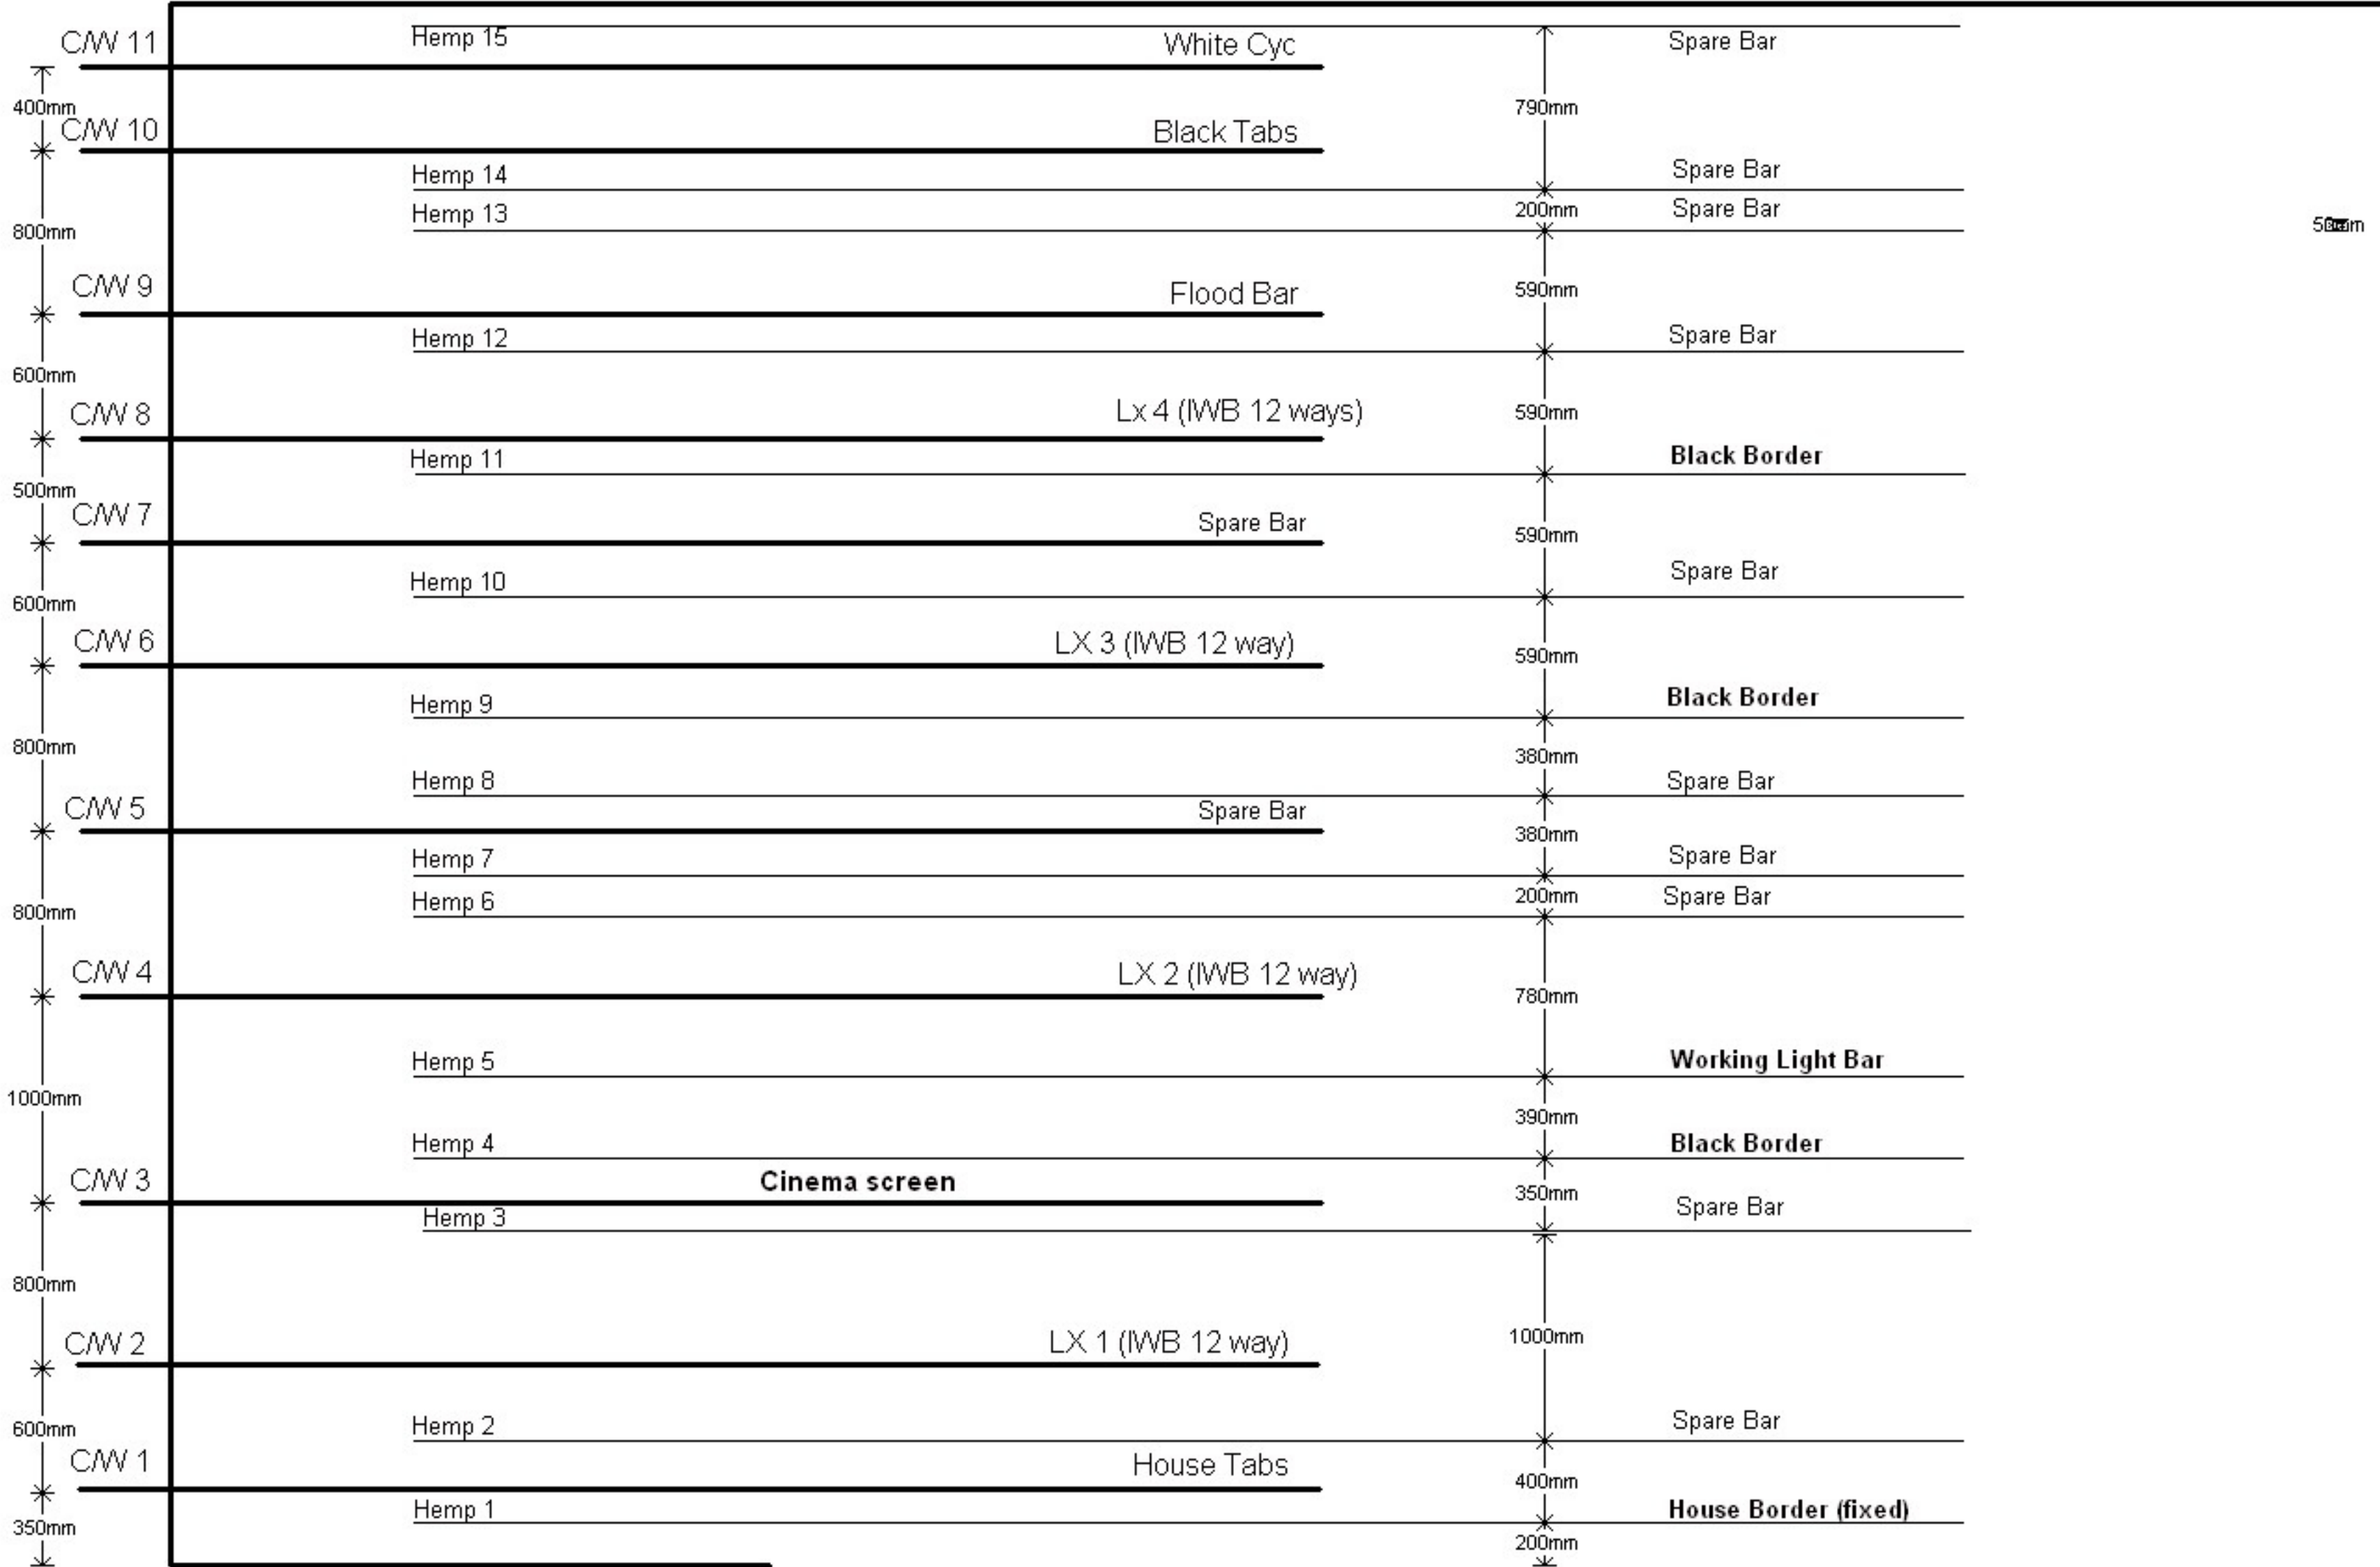 Hemp 15
Spare Bar
C/W 11
White Cyc
400mm
790mm
C/W 10
Black Tabs
Hemp 14
Spare Bar
200mm
Hemp 13
Spare Bar
800mm
C/W 9
Flood Bar
590mm
Hemp 12
Spare Bar
600mm
C/W 8
Lx 4 (IWB 12 ways)
590mm
Hemp 11
Black Border
500mm
C/W 7
Spare Bar
590mm
Hemp 10
Spare Bar
600mm
C/W 6
LX 3 (IWB 12 way)
590mm
Hemp 9
Black Border
800mm
380mm
Hemp 8
Spare Bar
C/W 5
Spare Bar
380mm
Hemp 7
Spare Bar
200mm
Hemp 6
Spare Bar
800mm
C/W 4
LX 2 (IWB 12 way)
780mm
Hemp 5
Working Light Bar
1000mm
390mm
Hemp 4
Black Border
C/W 3
Cinema screen
350mm
Hemp 3
Spare Bar
800mm
1000mm
C/W 2
LX 1 (IWB 12 way)
Hemp 2
Spare Bar
600mm
C/W 1
House Tabs
400mm
Hemp 1
House Border (fixed)
350mm
200mm